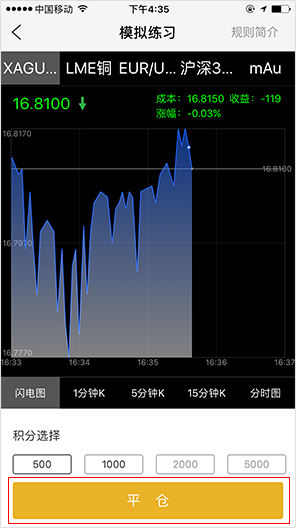 中国移动 下午4:35
模拟练习 规则简介
XAGU... LME铜 EUR/U... 沪深3... mAu
16.8100 成本：16.8150 收益：-119
涨幅：-0.03%
16.8170
16.8100
16.7970
16.7970
16.7770
16:33 16:34 16:35 16:36 16:37
闪电图 1分钟K 5分钟K 15分钟K 分时图
积分选择
500 1000 2000 5000
平 仓